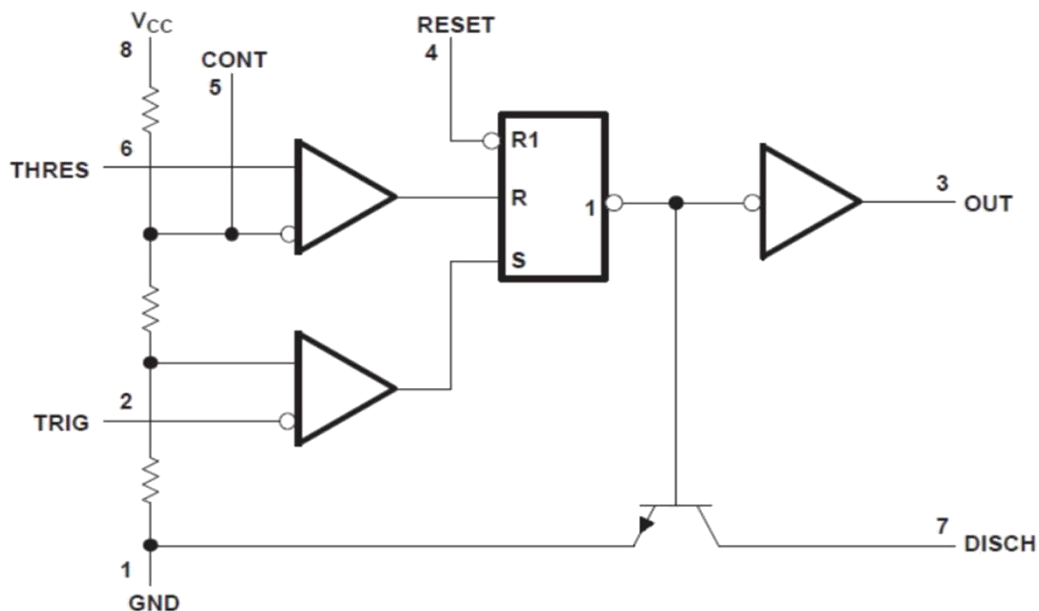 VCC
8
RESET
4
CONT
5
R1
6
THRES
R
1
3
OUT
S
2
TRIG
7
DISCH
1
GND